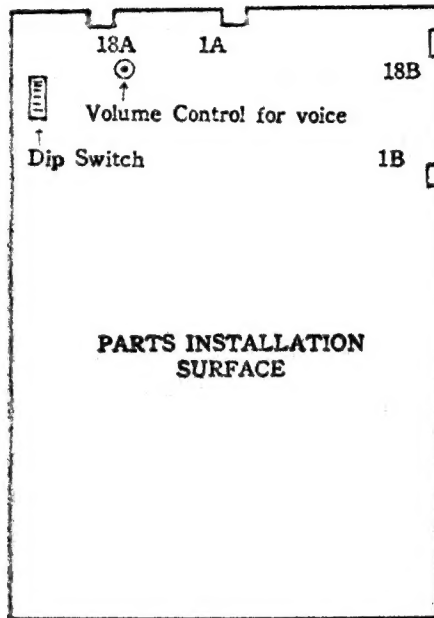 18A 1A
18B
Volume Control for voice
Dip Switch
1B
PARTS INSTALLATION
SURFACE